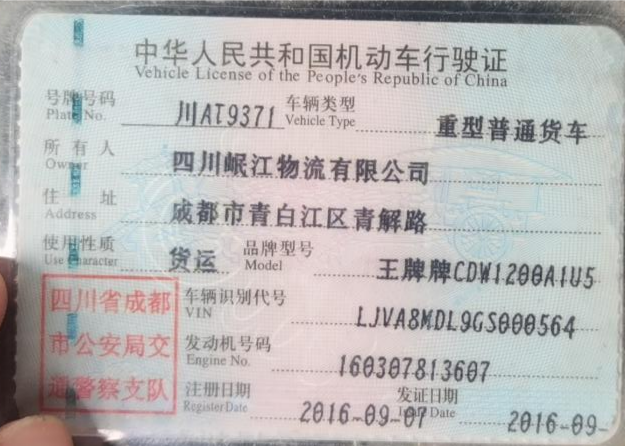 中华人民共和国机动车行驶证
Vehicle License of the People's Republic of China
号牌号码 川AT9371 车辆类型 重型普通货车
Plate No. Vehicle Type
所有人 四川岷江物流有限公司
Owner
住址 成都市青白江区青解路
Address
使用性质 货运 品牌型号 王牌牌CDW1200A1U5
Use Character Model
四川省成都
市公安局交
通警察支队
车辆识别代号 LJVA8MDL9GS000564
VIN
发动机号码 160307813607
Engine No.
注册日期 2016-09-07 发证日期 2016-09-
Register Date Issue Date